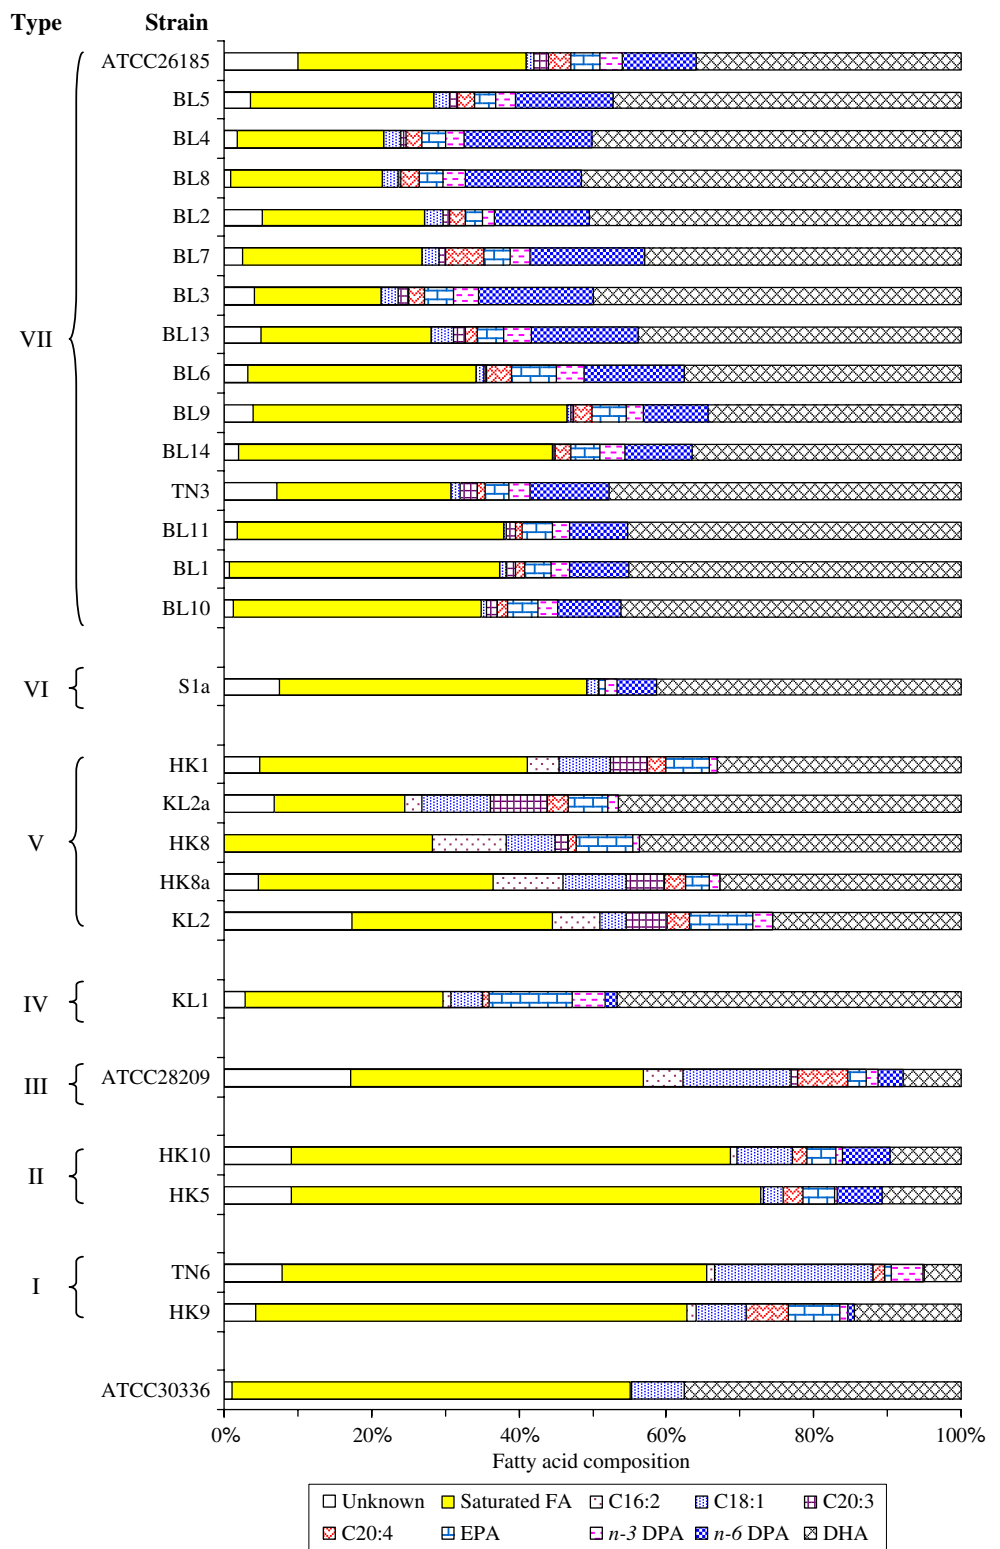 Type Strain
ATCC26185
BL5
BL4
BL8
BL2
BL7
BL3
VII BL13
BL6
BL9
BL14
TN3
BL11
BL1
BL10
VI S1a
HK1
KL2a
V HK8
HK8a
KL2
IV KL1
III ATCC28209
HK10
II
HK5
TN6
I
HK9
ATCC30336
0% 20% 40% 60% 80% 100%
Fatty acid composition
Unknown Saturated FA C16:2 C18:1 C20:3
C20:4 EPA n-3 DPA n-6 DPA DHA